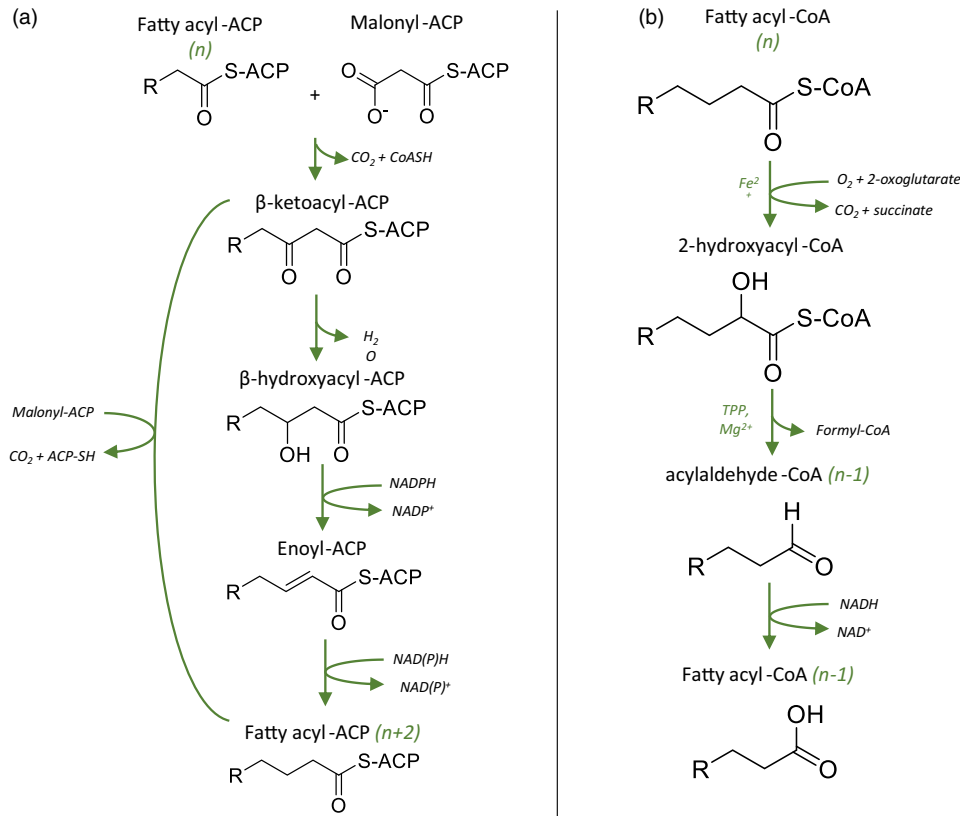 (a)
Fatty acyl-ACP
(n)
Malonyl-ACP
R
S-ACP
O
+
O
O-
O
S-ACP
CO2 + CoASH
β-ketoacyl-ACP
R
O
O
S-ACP
H2
O
β-hydroxyacyl-ACP
R
OH
O
S-ACP
Malonyl-ACP
CO2 + ACP-SH
NADPH
NADP+
Enoyl-ACP
R
O
S-ACP
NAD(P)H
NAD(P)+
Fatty acyl-ACP (n+2)
R
O
S-ACP
(b)
Fatty acyl-CoA
(n)
R
S-CoA
O
Fe2
+
O2 + 2-oxoglutarate
CO2 + succinate
2-hydroxyacyl-CoA
OH
R
S-CoA
O
TPP,
Mg2+
Formyl-CoA
acylaldehyde-CoA (n-1)
H
R
O
NADH
NAD+
Fatty acyl-CoA (n-1)
OH
R
O